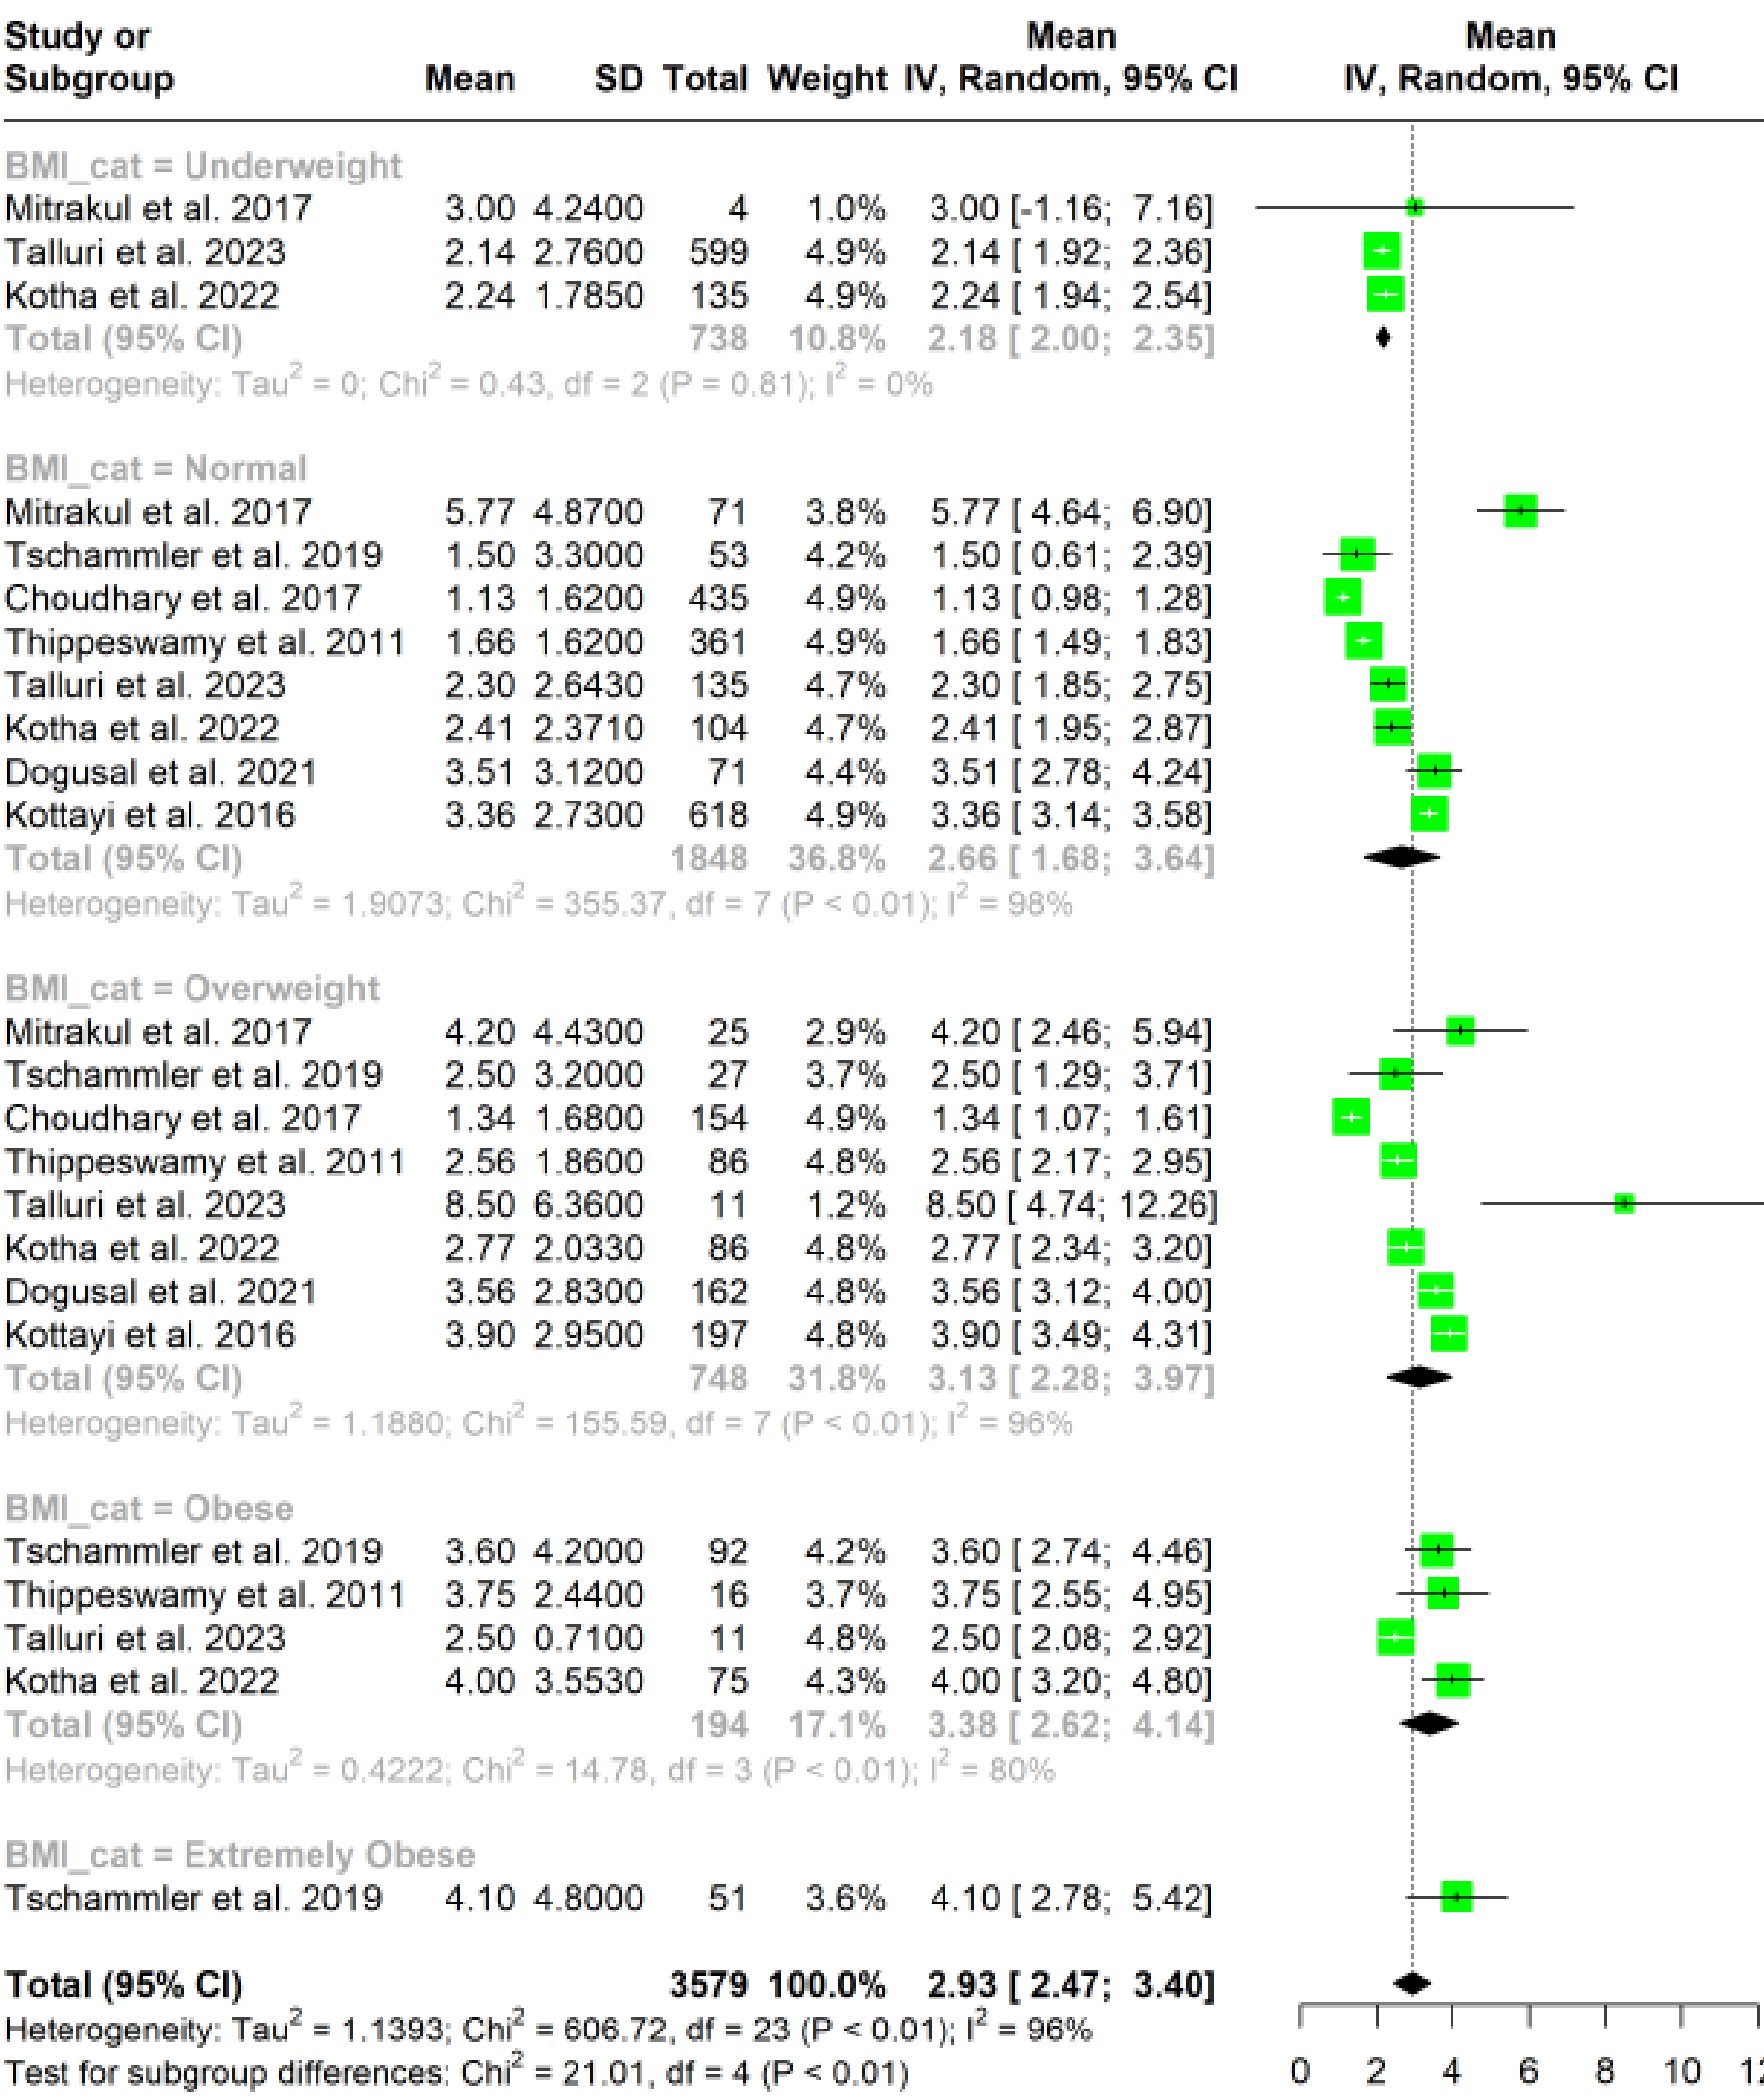 Study or Mean Mean
Subgroup Mean SD Total Weight IV, Random, 95% CI IV, Random, 95% CI
BMI_cat = Underweight
Mitrakul et al. 2017 3.00 4.2400 4 1.0% 3.00 [-1.16; 7.16]
Talluri et al. 2023 2.14 2.7600 599 4.9% 2.14 [ 1.92; 2.36]
Kotha et al. 2022 2.24 1.7850 135 4.9% 2.24 [ 1.94; 2.54]
Total (95% CI) 738 10.8% 2.18 [ 2.00; 2.35]
Heterogeneity: Tau² = 0; Chi² = 0.43, df = 2 (P = 0.81); I² = 0%
BMI_cat = Normal
Mitrakul et al. 2017 5.77 4.8700 71 3.8% 5.77 [ 4.64; 6.90]
Tschammler et al. 2019 1.50 3.3000 53 4.2% 1.50 [ 0.61; 2.39]
Choudhary et al. 2017 1.13 1.6200 435 4.9% 1.13 [ 0.98; 1.28]
Thippeswamy et al. 2011 1.66 1.6200 361 4.9% 1.66 [ 1.49; 1.83]
Talluri et al. 2023 2.30 2.6430 135 4.7% 2.30 [ 1.85; 2.75]
Kotha et al. 2022 2.41 2.3710 104 4.7% 2.41 [ 1.95; 2.87]
Dogusal et al. 2021 3.51 3.1200 71 4.4% 3.51 [ 2.78; 4.24]
Kottayi et al. 2016 3.36 2.7300 618 4.9% 3.36 [ 3.14; 3.58]
Total (95% CI) 1848 36.8% 2.66 [ 1.68; 3.64]
Heterogeneity: Tau² = 1.9073; Chi² = 355.37, df = 7 (P < 0.01); I² = 98%
BMI_cat = Overweight
Mitrakul et al. 2017 4.20 4.4300 25 2.9% 4.20 [ 2.46; 5.94]
Tschammler et al. 2019 2.50 3.2000 27 3.7% 2.50 [ 1.29; 3.71]
Choudhary et al. 2017 1.34 1.6800 154 4.9% 1.34 [ 1.07; 1.61]
Thippeswamy et al. 2011 2.56 1.8600 86 4.8% 2.56 [ 2.17; 2.95]
Talluri et al. 2023 8.50 6.3600 11 1.2% 8.50 [ 4.74; 12.26]
Kotha et al. 2022 2.77 2.0330 86 4.8% 2.77 [ 2.34; 3.20]
Dogusal et al. 2021 3.56 2.8300 162 4.8% 3.56 [ 3.12; 4.00]
Kottayi et al. 2016 3.90 2.9500 197 4.8% 3.90 [ 3.49; 4.31]
Total (95% CI) 748 31.8% 3.13 [ 2.28; 3.97]
Heterogeneity: Tau² = 1.1880; Chi² = 155.59, df = 7 (P < 0.01); I² = 96%
BMI_cat = Obese
Tschammler et al. 2019 3.60 4.2000 92 4.2% 3.60 [ 2.74; 4.46]
Thippeswamy et al. 2011 3.75 2.4400 16 3.7% 3.75 [ 2.55; 4.95]
Talluri et al. 2023 2.50 0.7100 11 4.8% 2.50 [ 2.08; 2.92]
Kotha et al. 2022 4.00 3.5530 75 4.3% 4.00 [ 3.20; 4.80]
Total (95% CI) 194 17.1% 3.38 [ 2.62; 4.14]
Heterogeneity: Tau² = 0.4222; Chi² = 14.78, df = 3 (P < 0.01); I² = 80%
BMI_cat = Extremely Obese
Tschammler et al. 2019 4.10 4.8000 51 3.6% 4.10 [ 2.78; 5.42]
Total (95% CI) 3579 100.0% 2.93 [ 2.47; 3.40]
Heterogeneity: Tau² = 1.1393; Chi² = 606.72, df = 23 (P < 0.01); I² = 96%
Test for subgroup differences: Chi² = 21.01, df = 4 (P < 0.01)
0 2 4 6 8 10 12